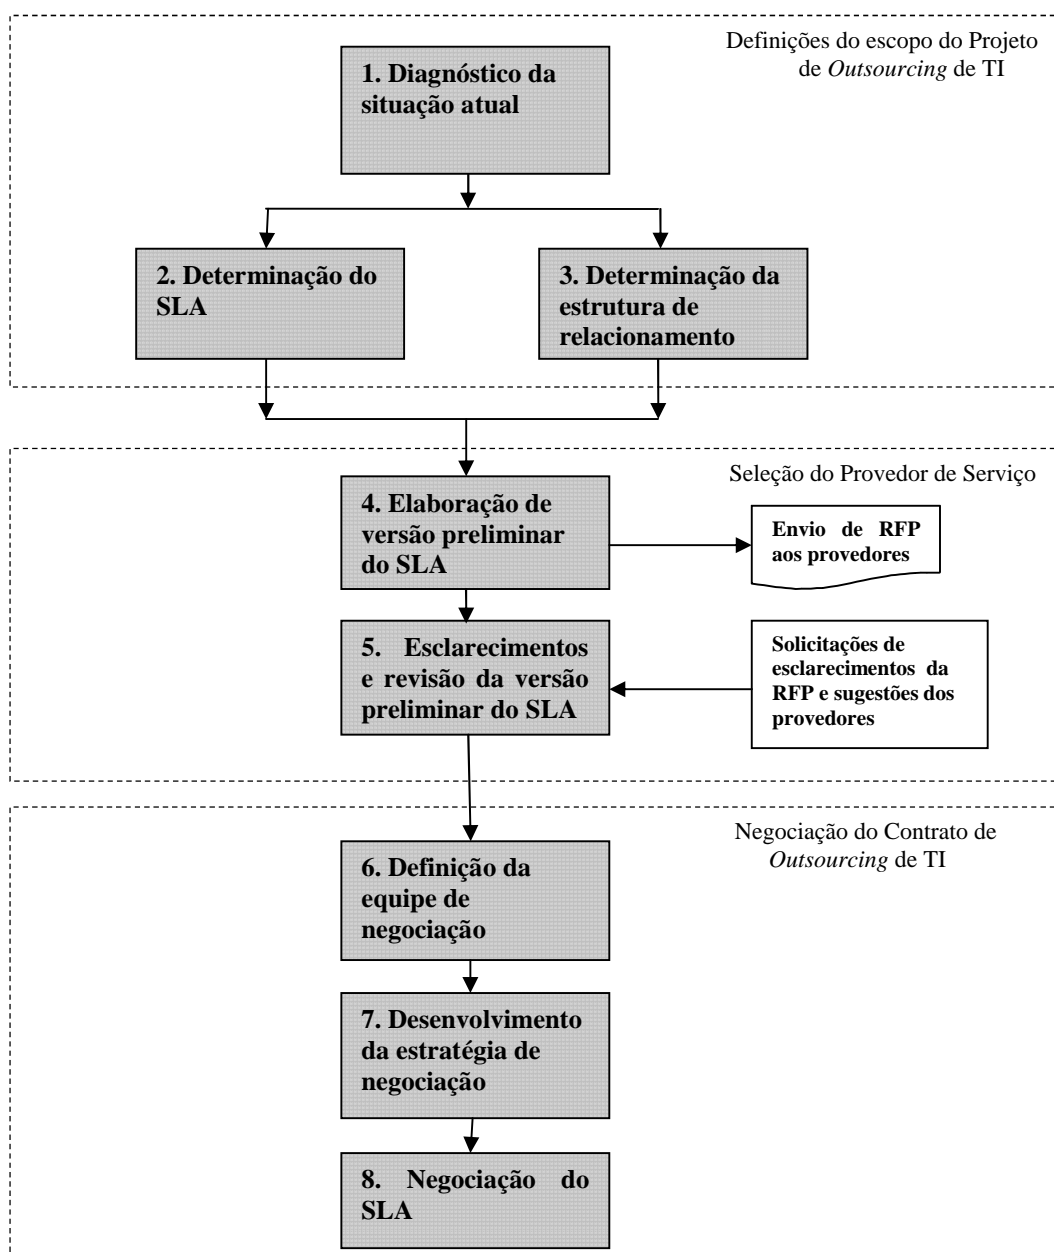 Definições do escopo do Projeto
de Outsourcing de TI
1. Diagnóstico da
situação atual
2. Determinação do
SLA
3. Determinação da
estrutura de
relacionamento
Seleção do Provedor de Serviço
4. Elaboração de
versão preliminar
do SLA
Envio de RFP
aos provedores
5. Esclarecimentos
e revisão da versão
preliminar do SLA
Solicitações de
esclarecimentos da
RFP e sugestões dos
provedores
Negociação do Contrato de
Outsourcing de TI
6. Definição da
equipe de
negociação
7. Desenvolvimento
da estratégia de
negociação
8. Negociação do
SLA